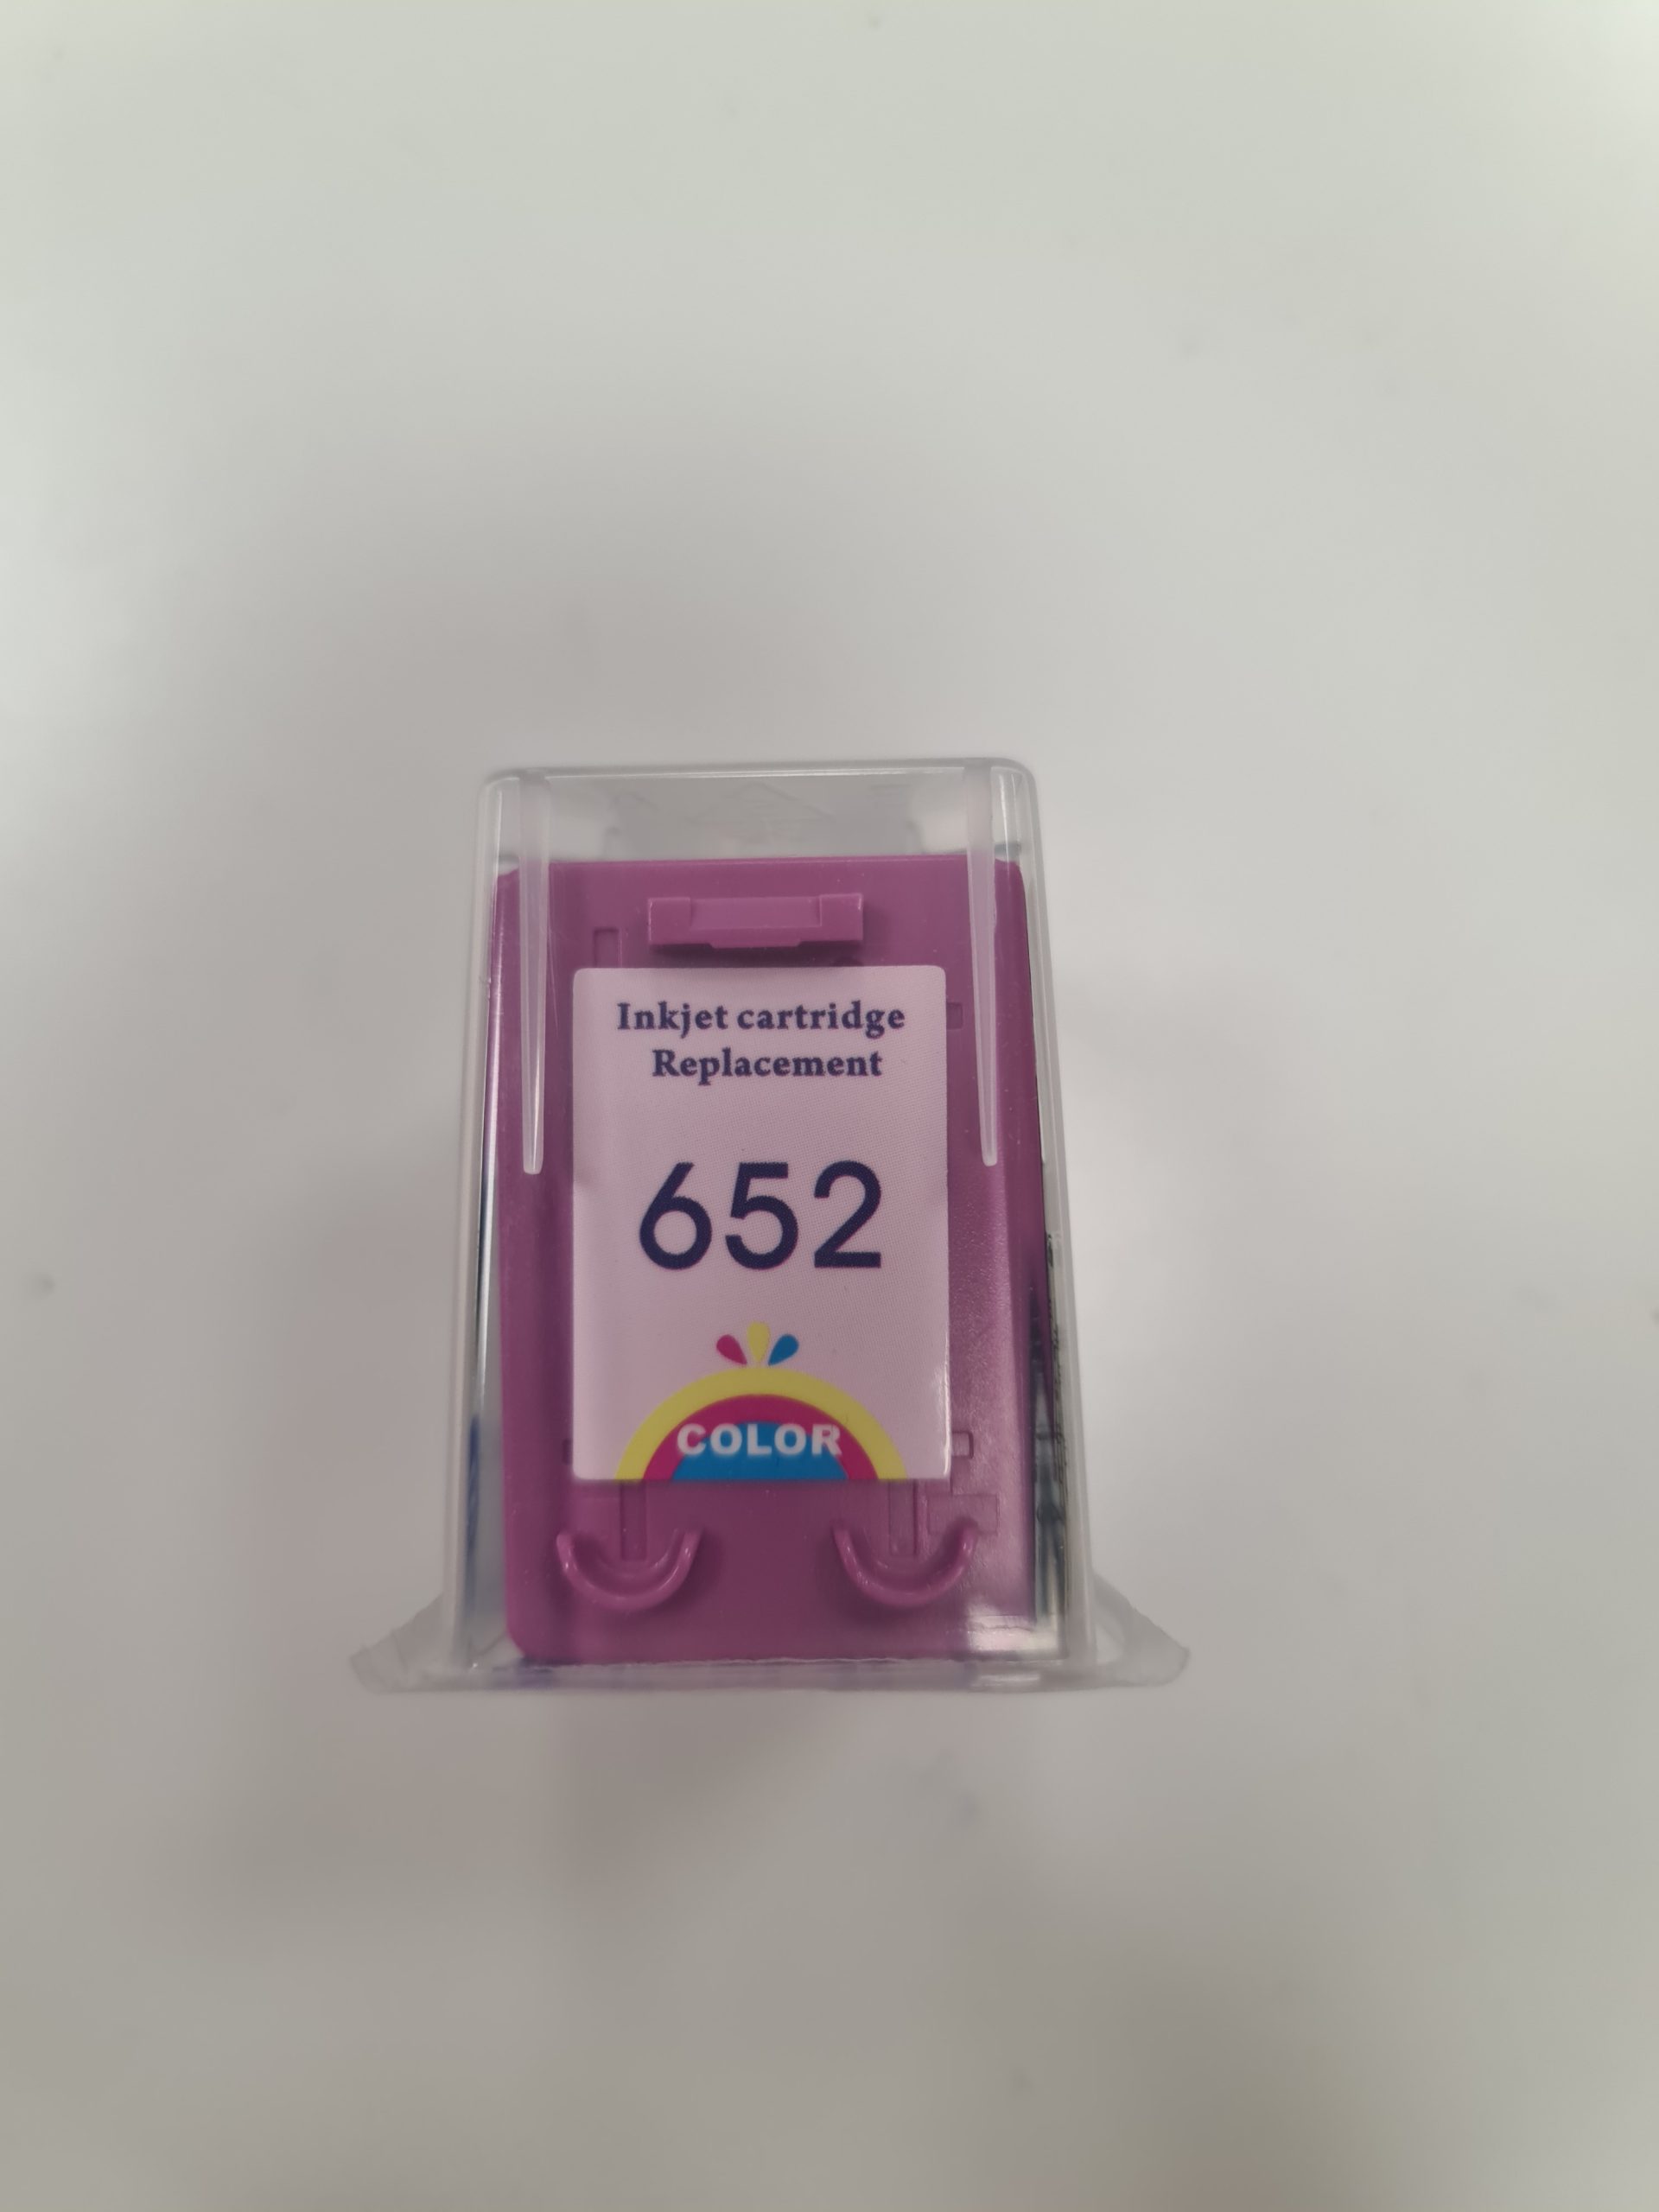 Inkjet cartridge
Replacement
652
COLOR